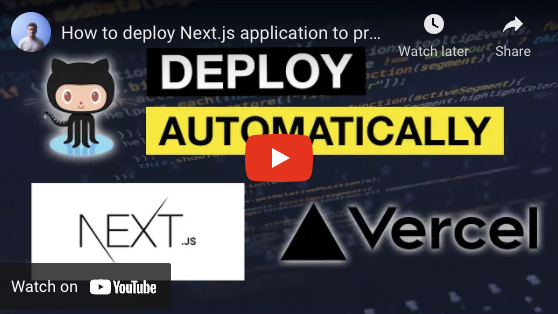 How to deploy Next.js application to pr...
Watch later
Share
DEPLOY
AUTOMATICALLY
NEXT
.JS
Vercel
Watch on YouTube